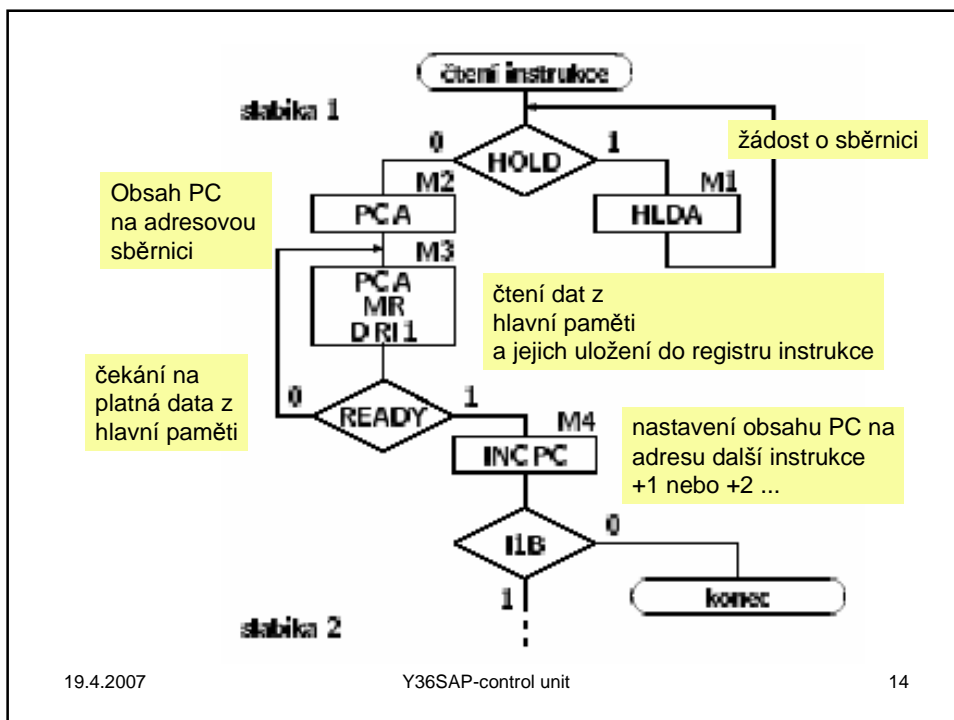 čtení instrukce
slabika 1
žádost o sběrnici
0
HOLD
1
M2
M1
Obsah PC
na adresovou
sběrnici
PCA
HLDA
M3
PCA
MR
DRI1
čtení dat z
hlavní paměti
a jejich uložení do registru instrukce
čekání na
platná data z
hlavní paměti
0
READY
1
M4
INCPC
nastavení obsahu PC na
adresu další instrukce
+1 nebo +2 ...
I1B
0
1
konec
slabika 2
19.4.2007
Y36SAP-control unit
14